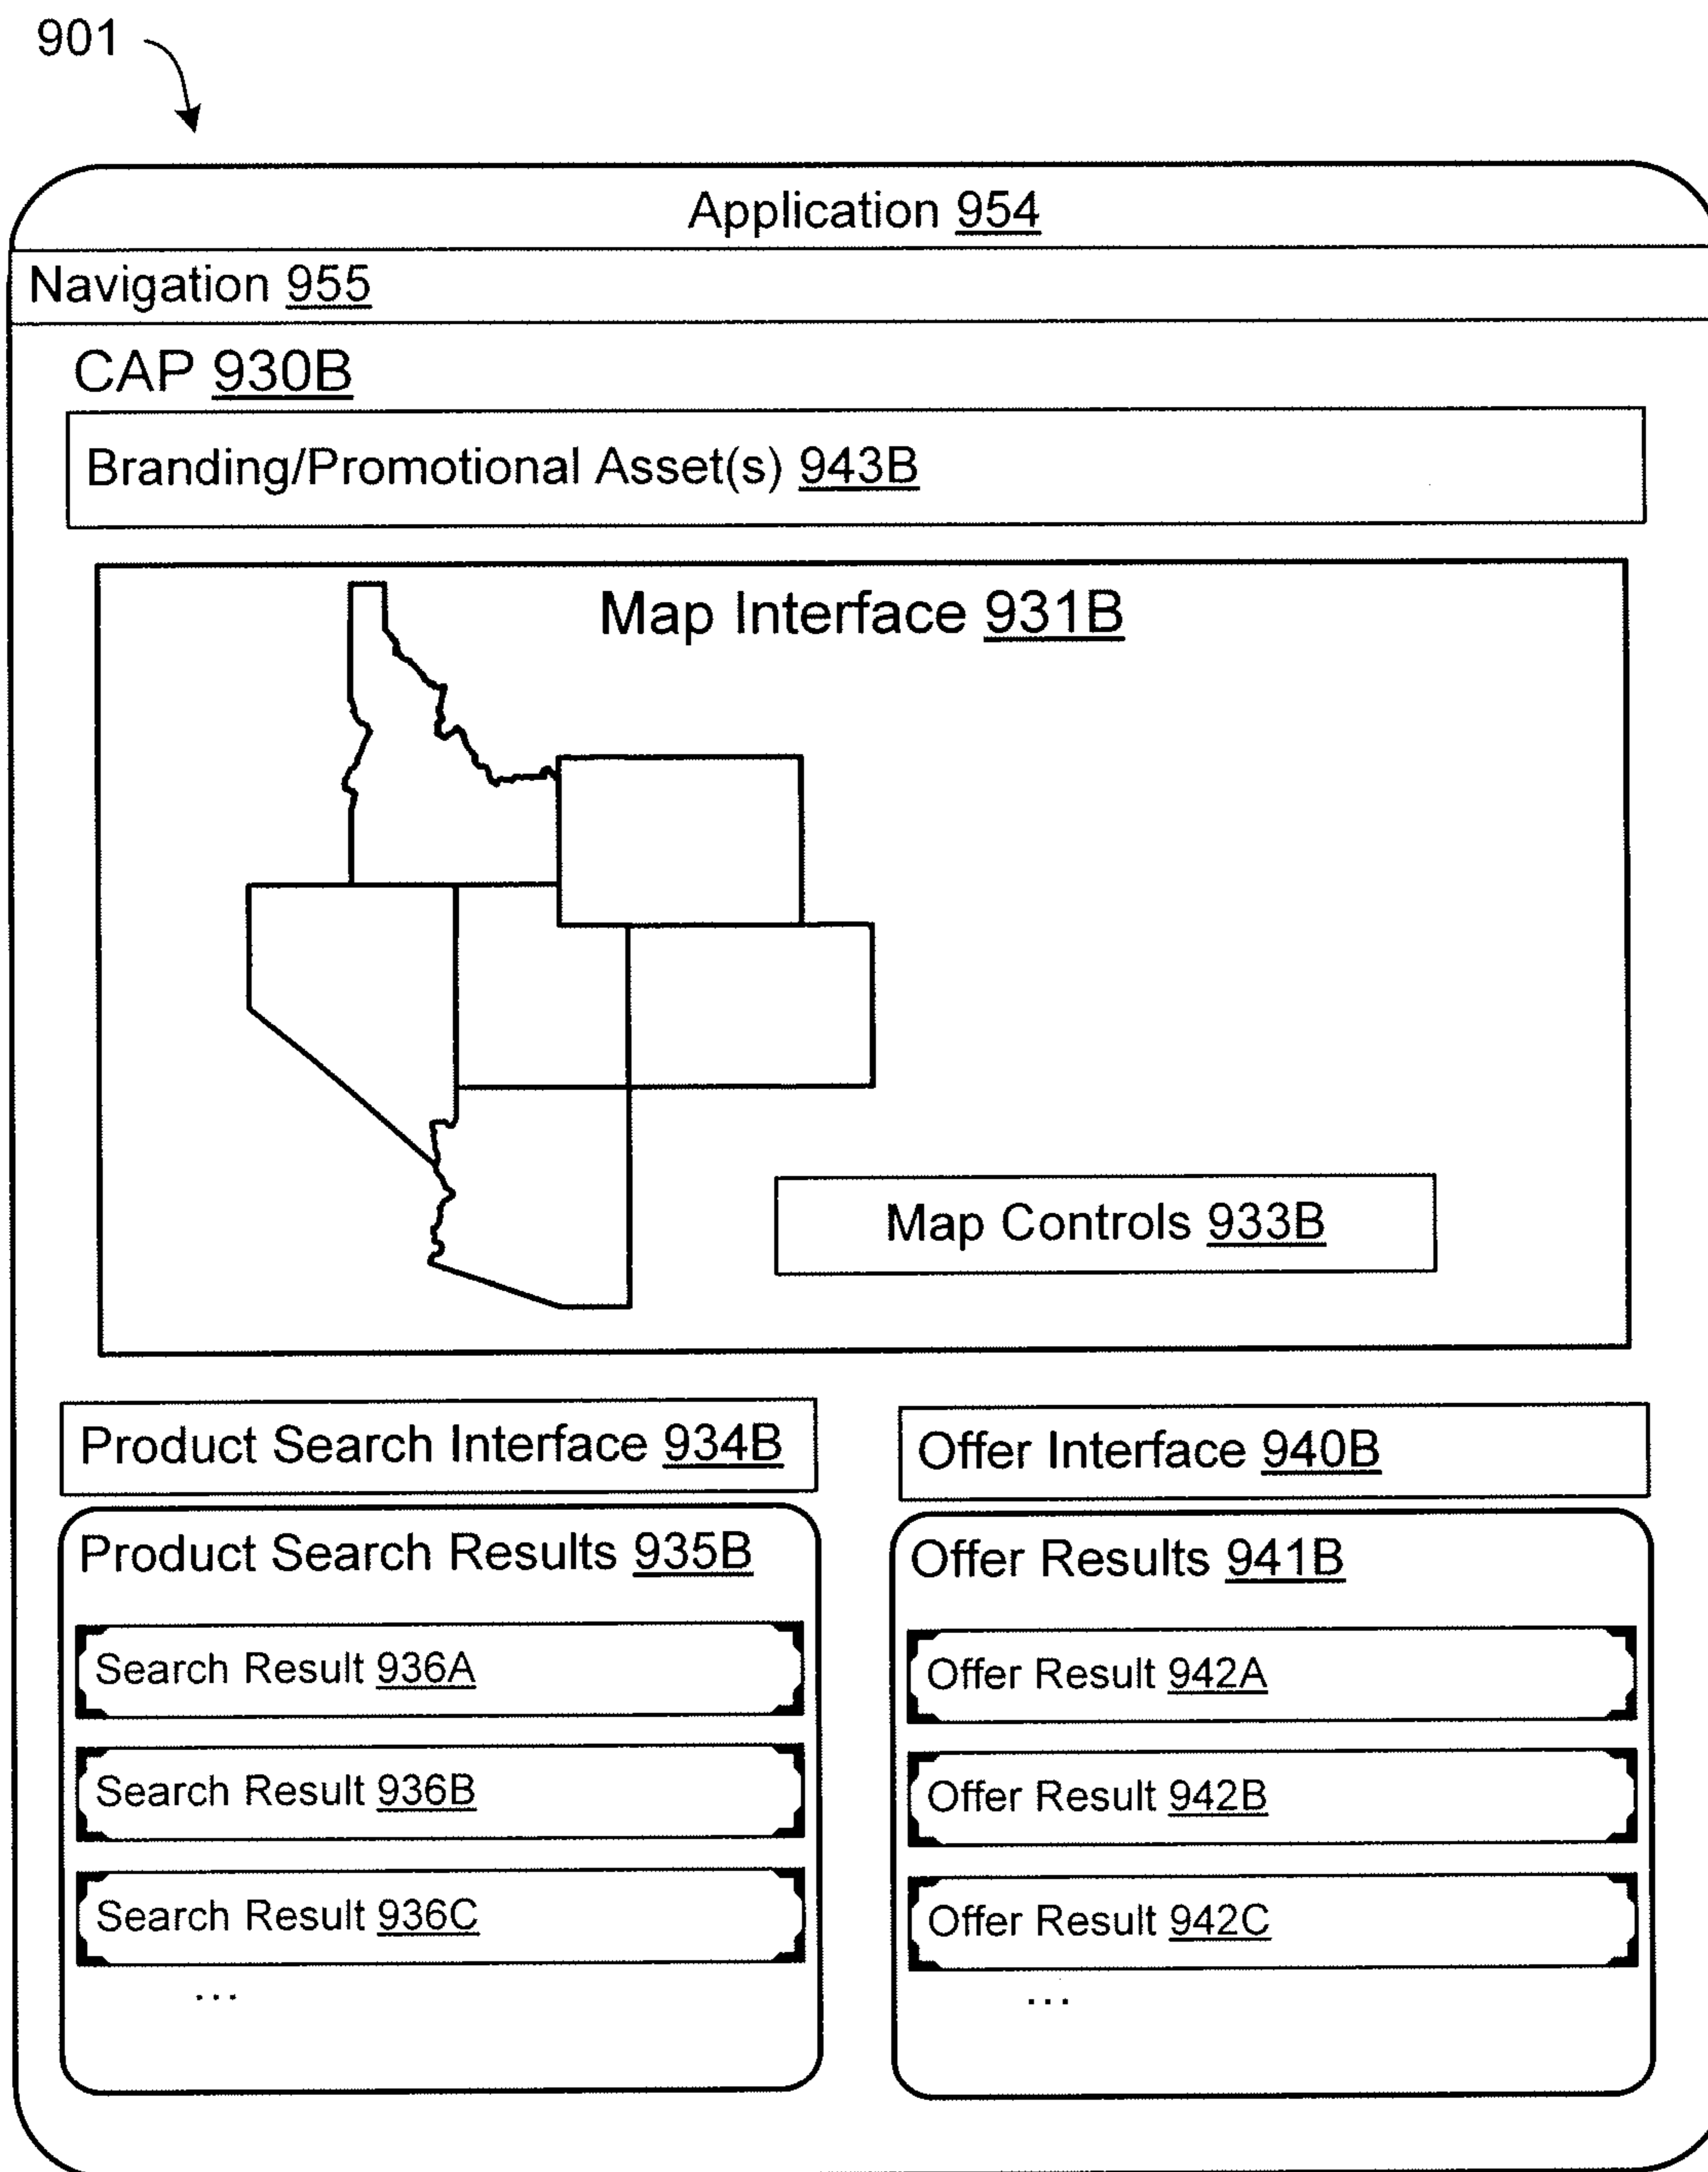 901
Application 954
Navigation 955
CAP 930B
Branding/Promotional Asset(s) 943B
Map Interface 931B
Map Controls 933B
Product Search Interface 934B
Product Search Results 935B
Search Result 936A
Search Result 936B
Search Result 936C
...
Offer Interface 940B
Offer Results 941B
Offer Result 942A
Offer Result 942B
Offer Result 942C
...